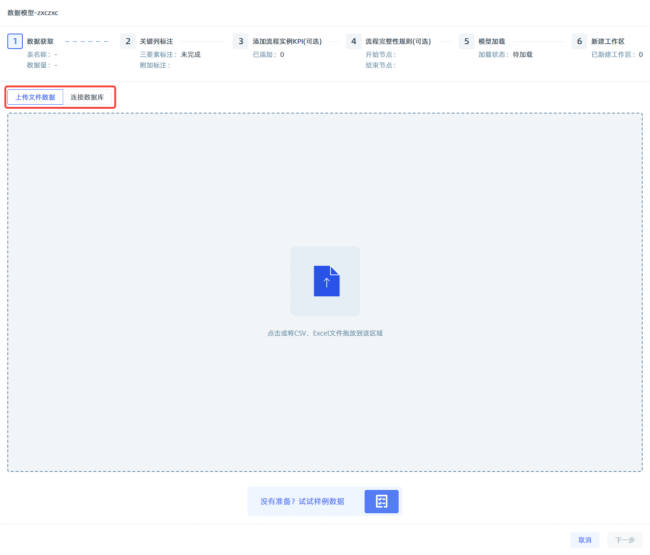 数据模型-zxczxc
1 数据获取
表名称: -
数据量: -
2 关键列标注
三要素标注: 未完成
附加标注:
3 添加流程实例KPI(可选)
已添加: 0
4 流程完整性规则(可选)
开始节点:
结束节点:
5 模型加载
加载状态: 待加载
6 新建工作区
已新建工作区: 0
上传文件数据 连接数据库
点击或将CSV、Excel文件拖放到该区域
没有准备? 试试样例数据
取消 下一步